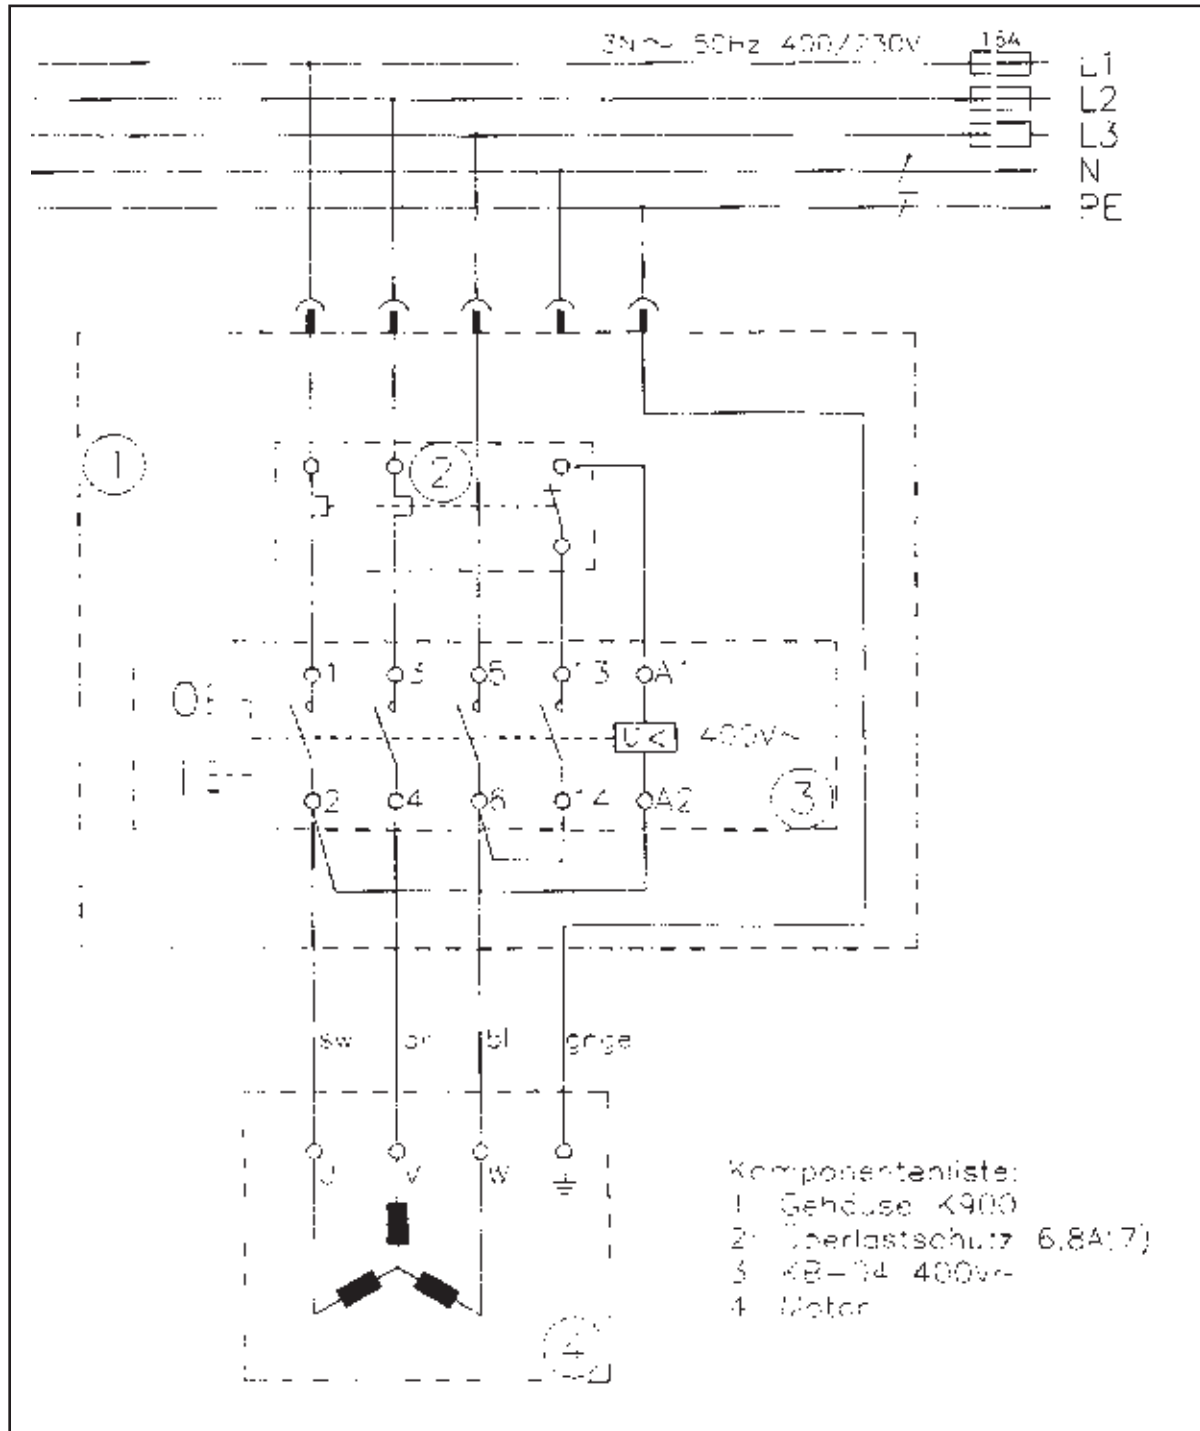 3N~ 50Hz 400/230V 16A
L1
L2
L3
N
PE
1
2
1 3 5 13 A1
U< 400V~
2 4 6 14 A2
3
sw br bl gnge
U V W
4
Komponentenliste:
1 Gehäuse K900
2 Überlastschutz 6,8A(7)
3 KB-04 400V~
4 Motor